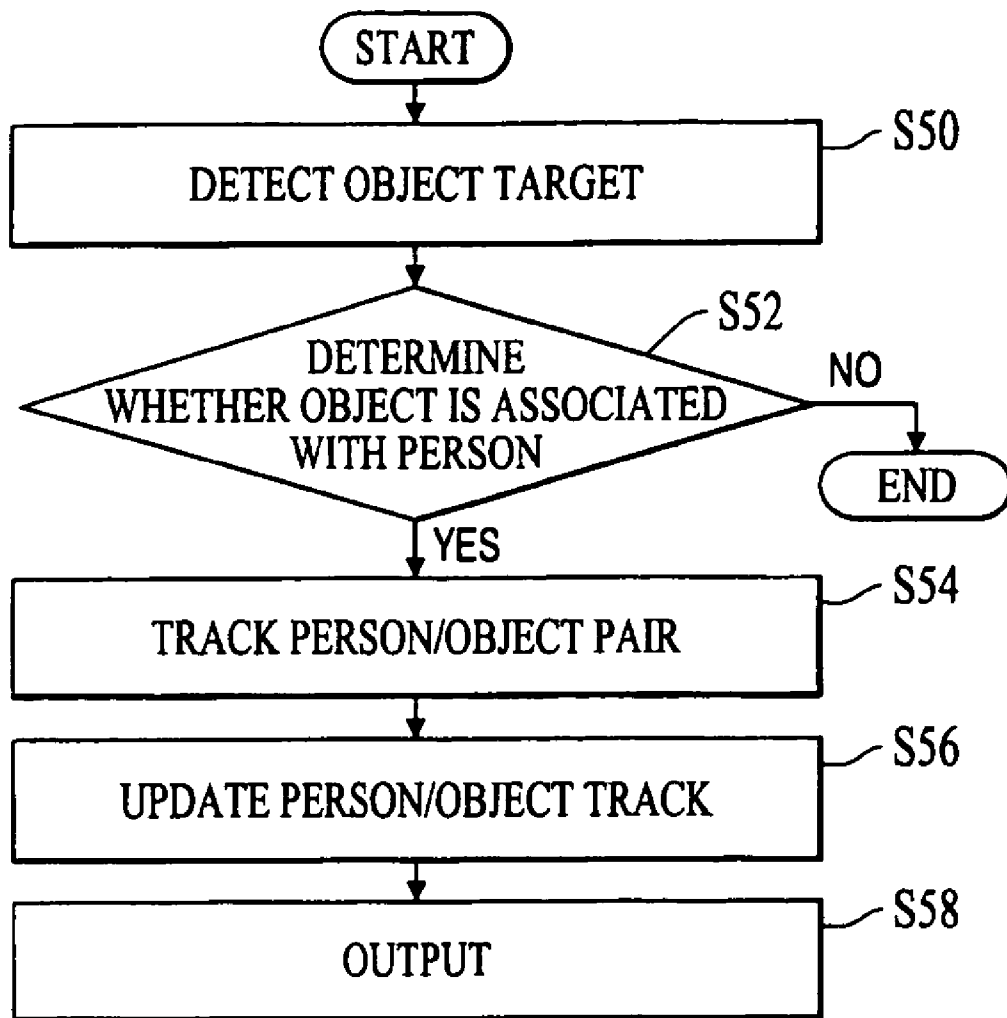 START
DETECT OBJECT TARGET
S50
DETERMINE
WHETHER OBJECT IS ASSOCIATED
WITH PERSON
S52
NO
END
YES
TRACK PERSON/OBJECT PAIR
S54
UPDATE PERSON/OBJECT TRACK
S56
OUTPUT
S58